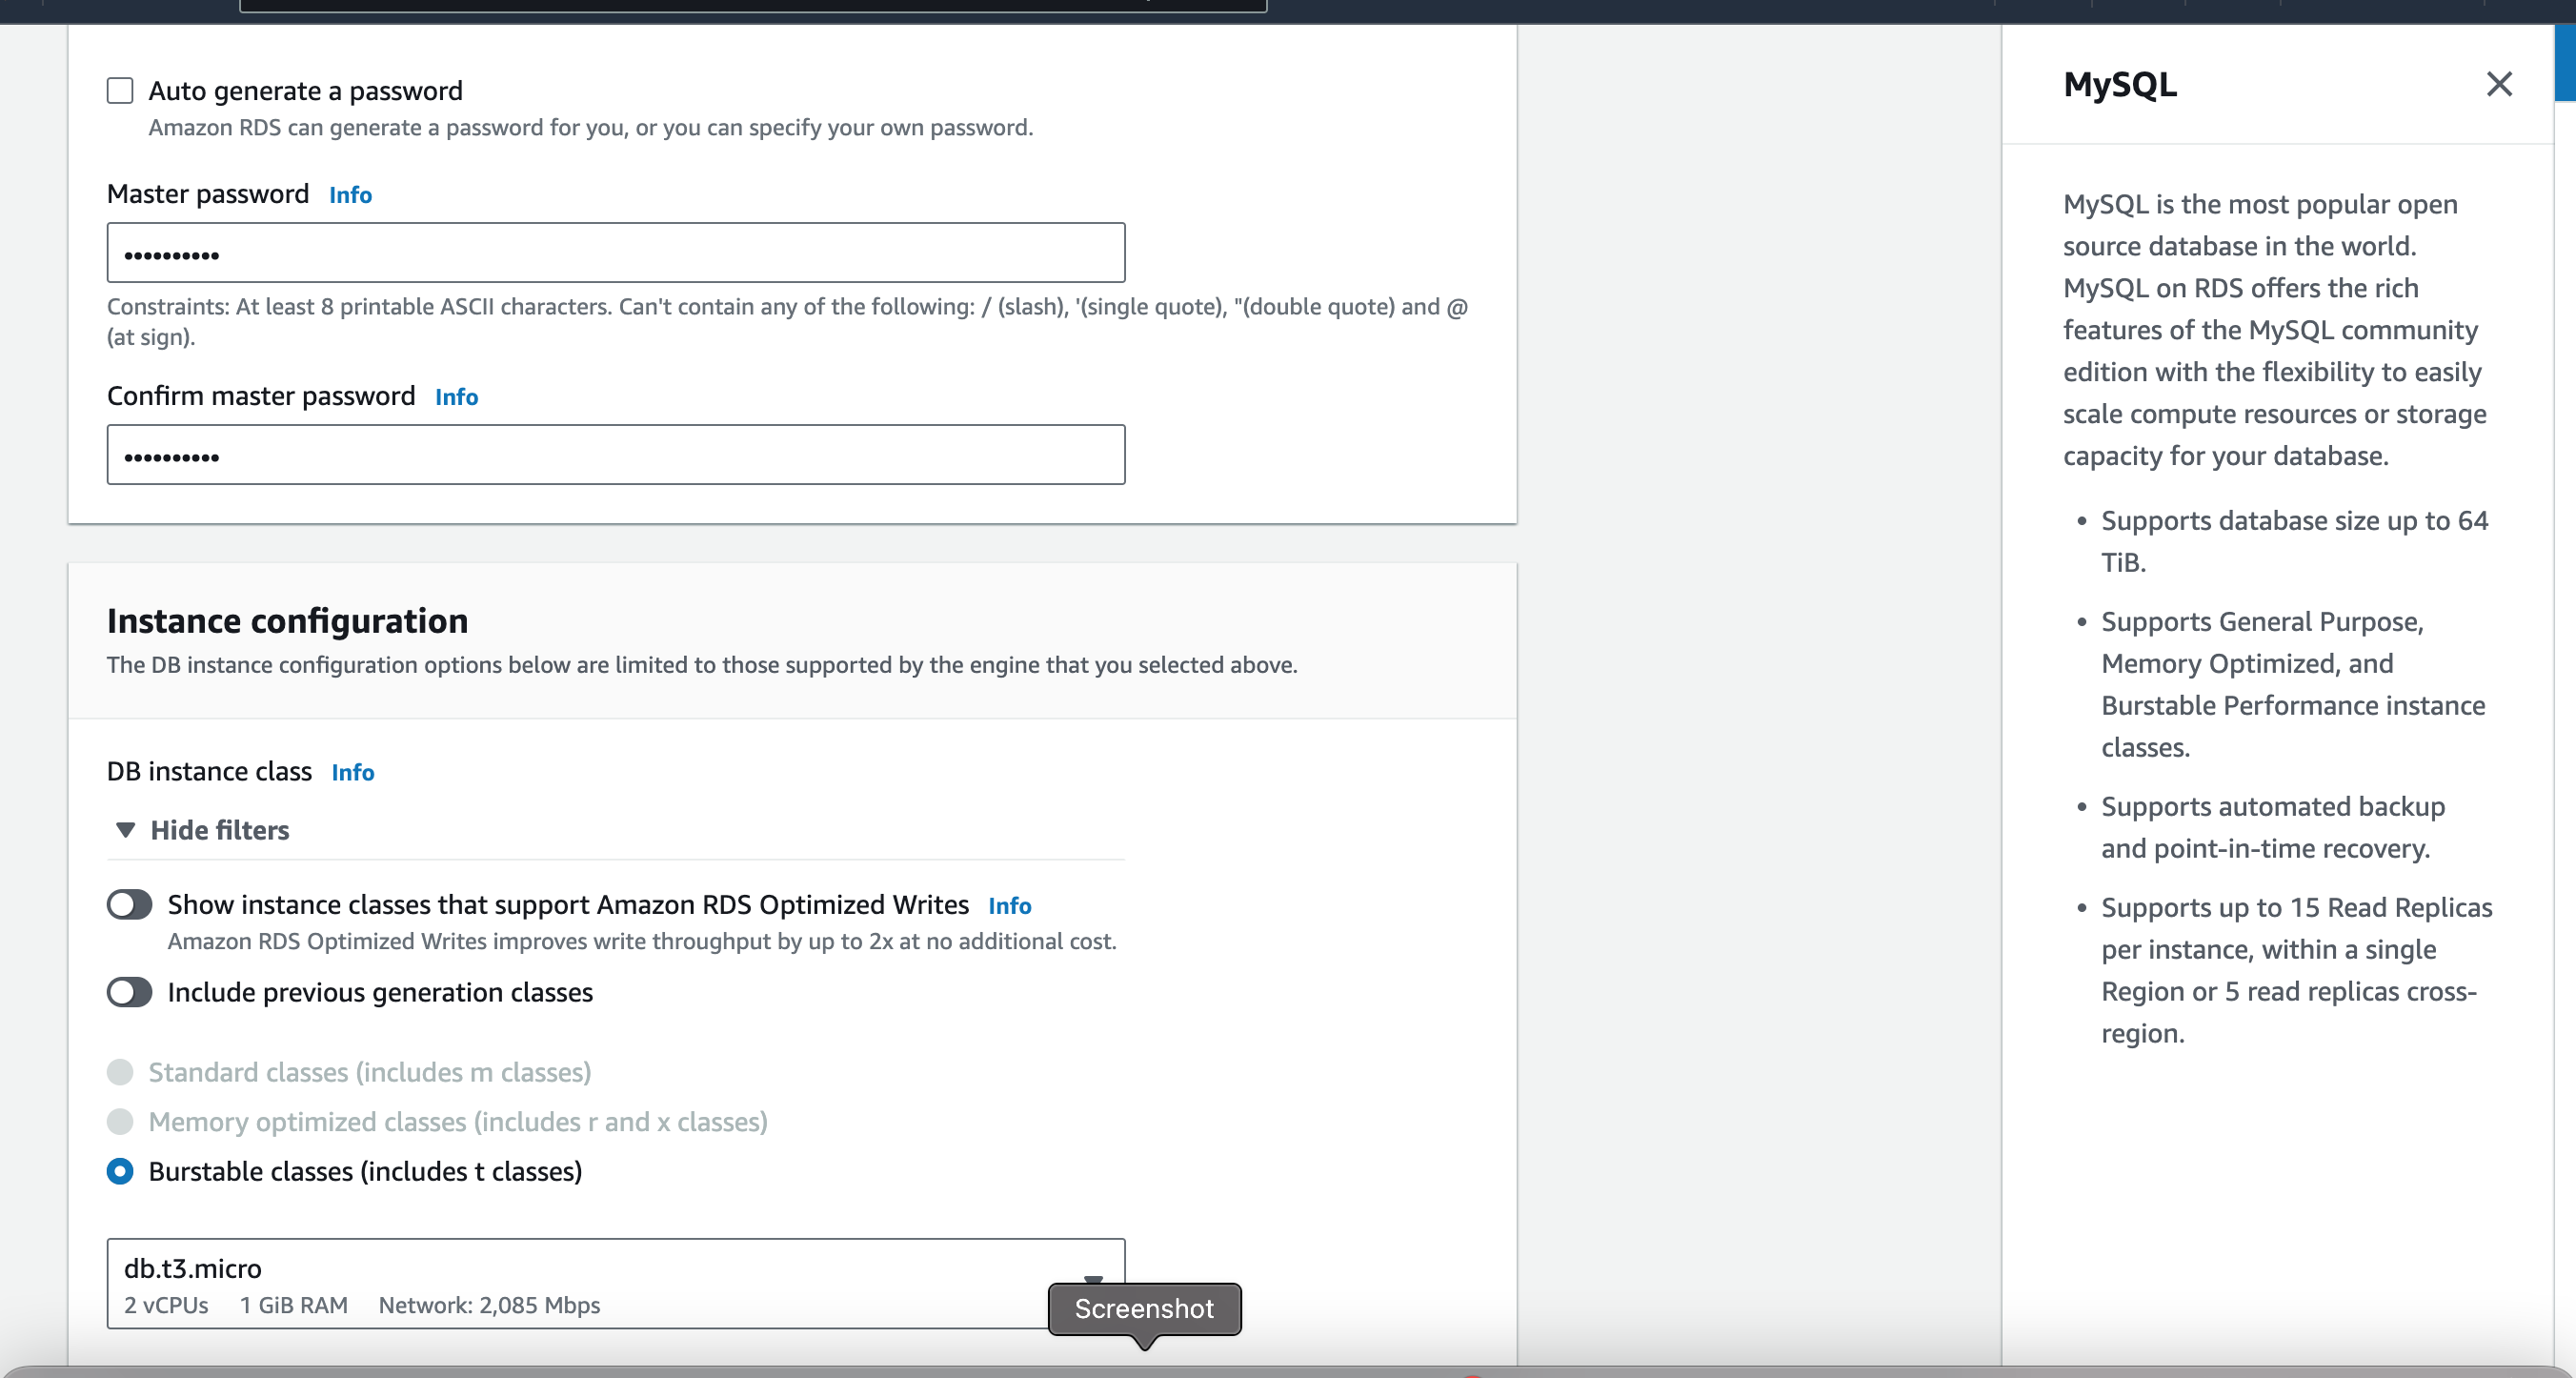 Auto generate a password
Amazon RDS can generate a password for you, or you can specify your own password.
Master password Info
••••••••••
Constraints: At least 8 printable ASCII characters. Can't contain any of the following: / (slash), '(single quote), "(double quote) and @
(at sign).
Confirm master password Info
••••••••••
Instance configuration
The DB instance configuration options below are limited to those supported by the engine that you selected above.
DB instance class Info
Hide filters
Show instance classes that support Amazon RDS Optimized Writes Info
Amazon RDS Optimized Writes improves write throughput by up to 2x at no additional cost.
Include previous generation classes
Standard classes (includes m classes)
Memory optimized classes (includes r and x classes)
Burstable classes (includes t classes)
db.t3.micro
2 vCPUs 1 GiB RAM Network: 2,085 Mbps
Screenshot
MySQL
MySQL is the most popular open
source database in the world.
MySQL on RDS offers the rich
features of the MySQL community
edition with the flexibility to easily
scale compute resources or storage
capacity for your database.
• Supports database size up to 64
TiB.
• Supports General Purpose,
Memory Optimized, and
Burstable Performance instance
classes.
• Supports automated backup
and point-in-time recovery.
• Supports up to 15 Read Replicas
per instance, within a single
Region or 5 read replicas cross-
region.